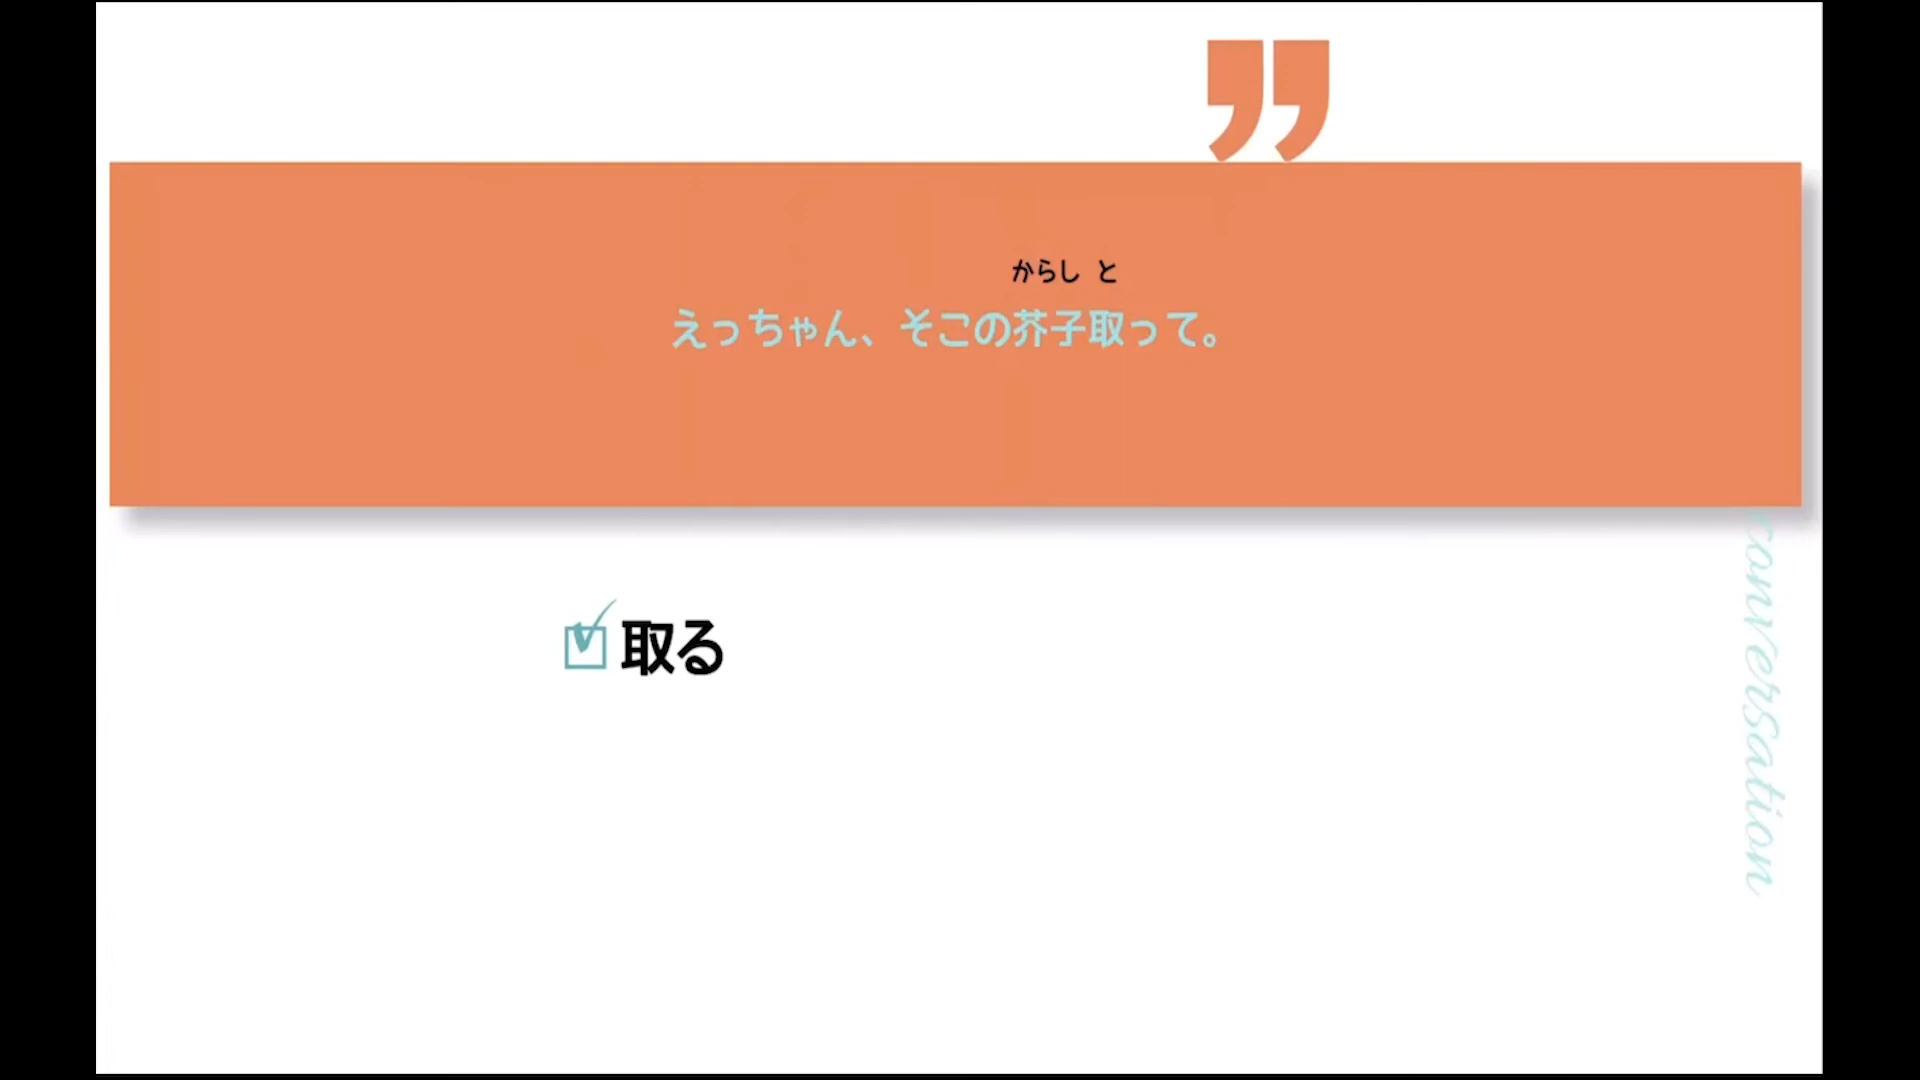 からし と
えっちゃん、そこの芥子取って。
取る
conversation